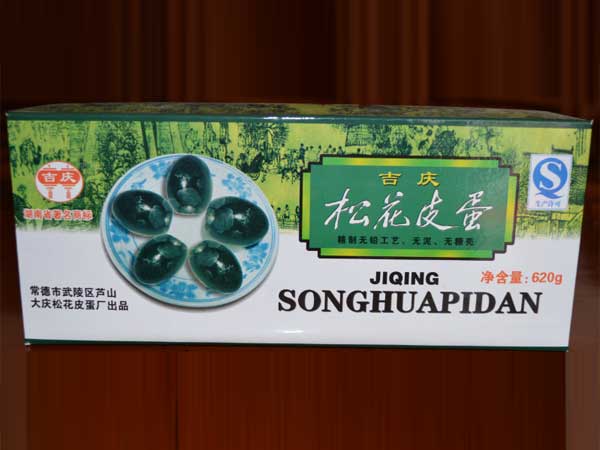 吉庆
湖南省著名商标
常德市武陵区芦山
大庆松花皮蛋厂出品
吉庆
松花皮蛋
精制无铅工艺、无泥、无糠壳
JIQING
SONGHUAPIDAN
净含量：620g
生产许可